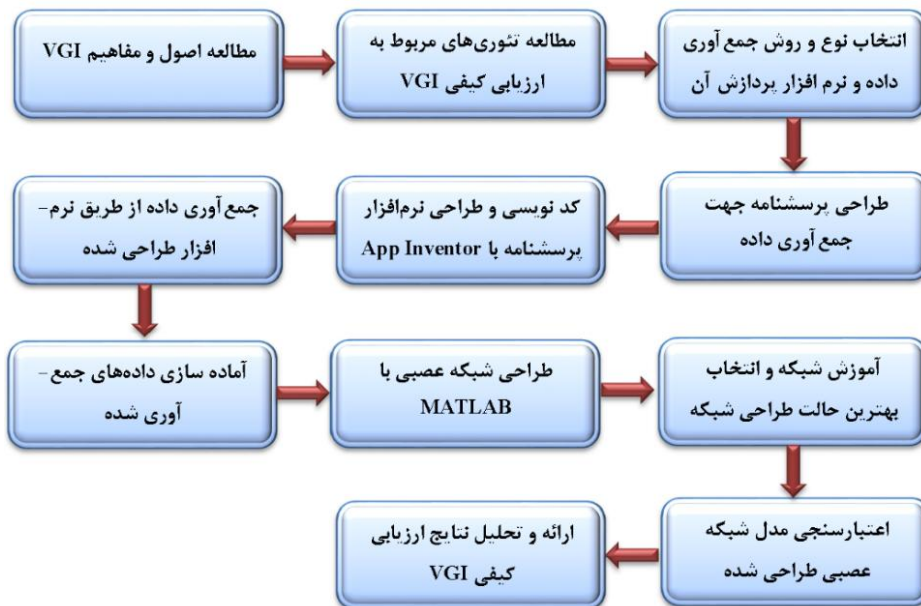 مطالعه اصول و مفاهیم VGI
مطالعه تئوری‌های مربوط به
ارزیابی کیفی VGI
انتخاب نوع و روش جمع آوری
داده و نرم افزار پردازش آن
طراحی پرسشنامه جهت
جمع آوری داده
کد نویسی و طراحی نرم‌افزار
پرسشنامه با App Inventor
جمع آوری داده از طریق نرم-
افزار طراحی شده
آماده سازی داده‌های جمع-
آوری شده
طراحی شبکه عصبی با
MATLAB
آموزش شبکه و انتخاب
بهترین حالت طراحی شبکه
اعتبارسنجی مدل شبکه
عصبی طراحی شده
ارائه و تحلیل نتایج ارزیابی
کیفی VGI